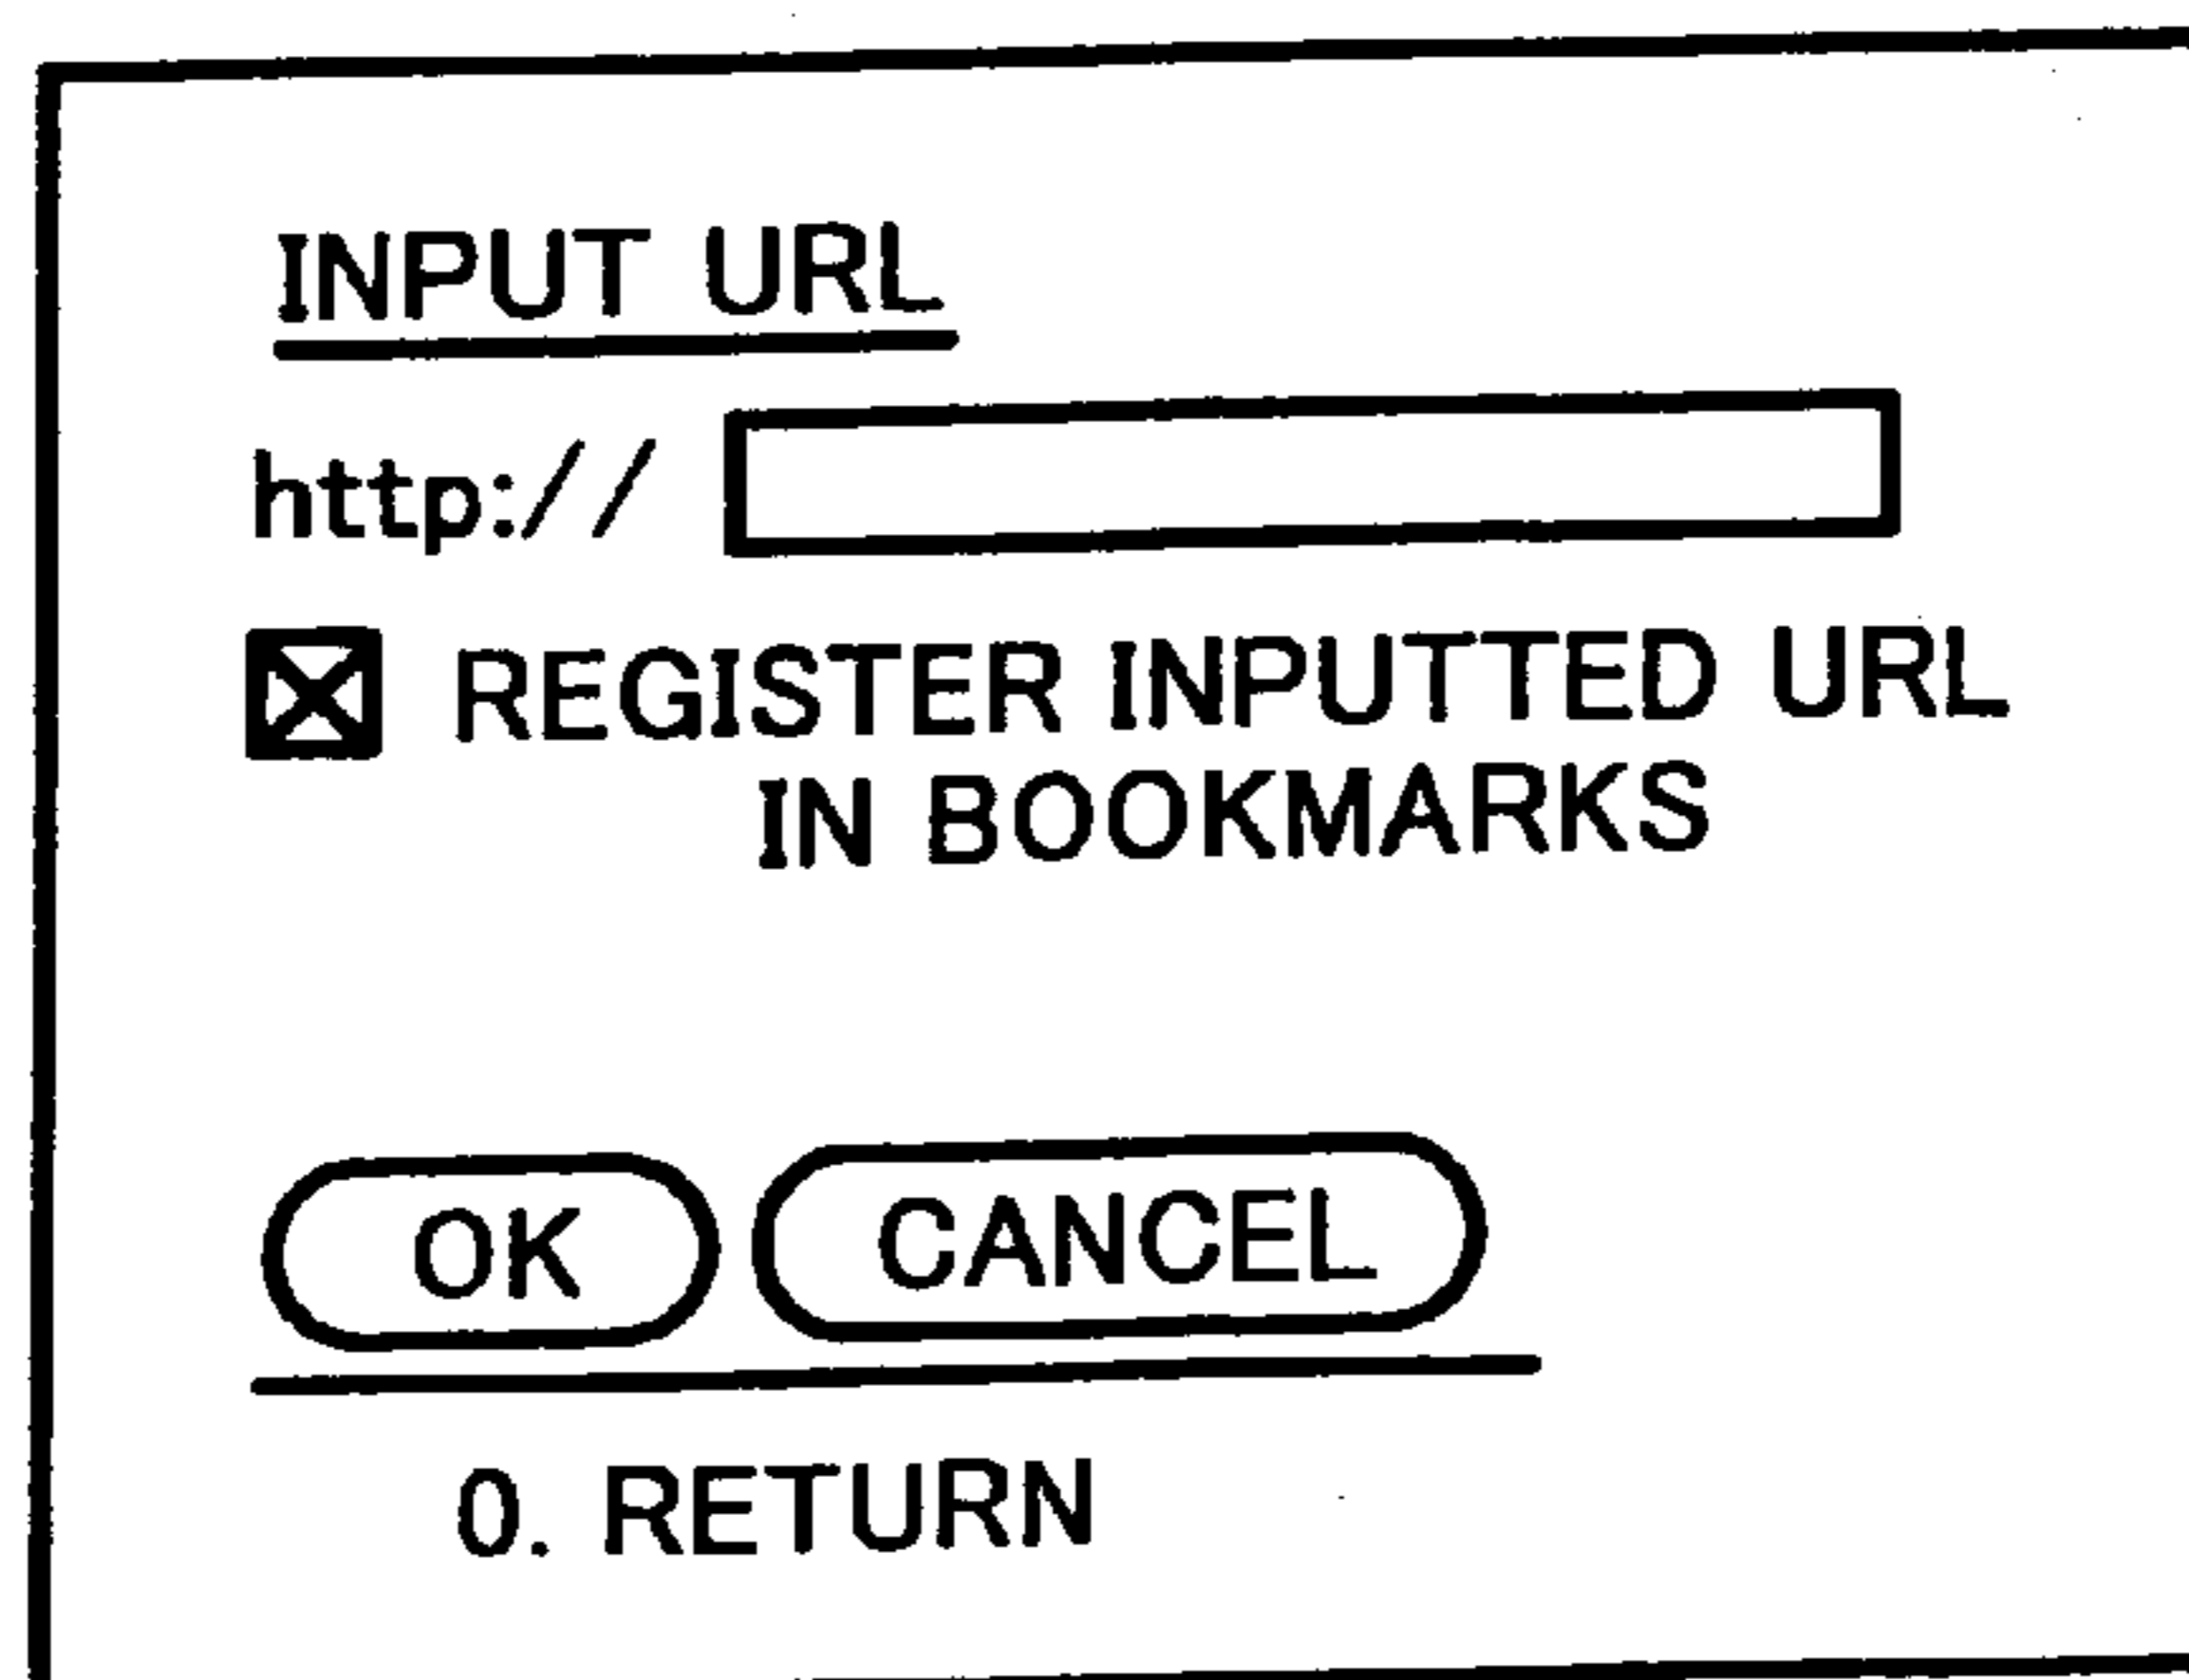 INPUT URL
http://
REGISTER INPUTTED URL
IN BOOKMARKS
OK CANCEL
0. RETURN